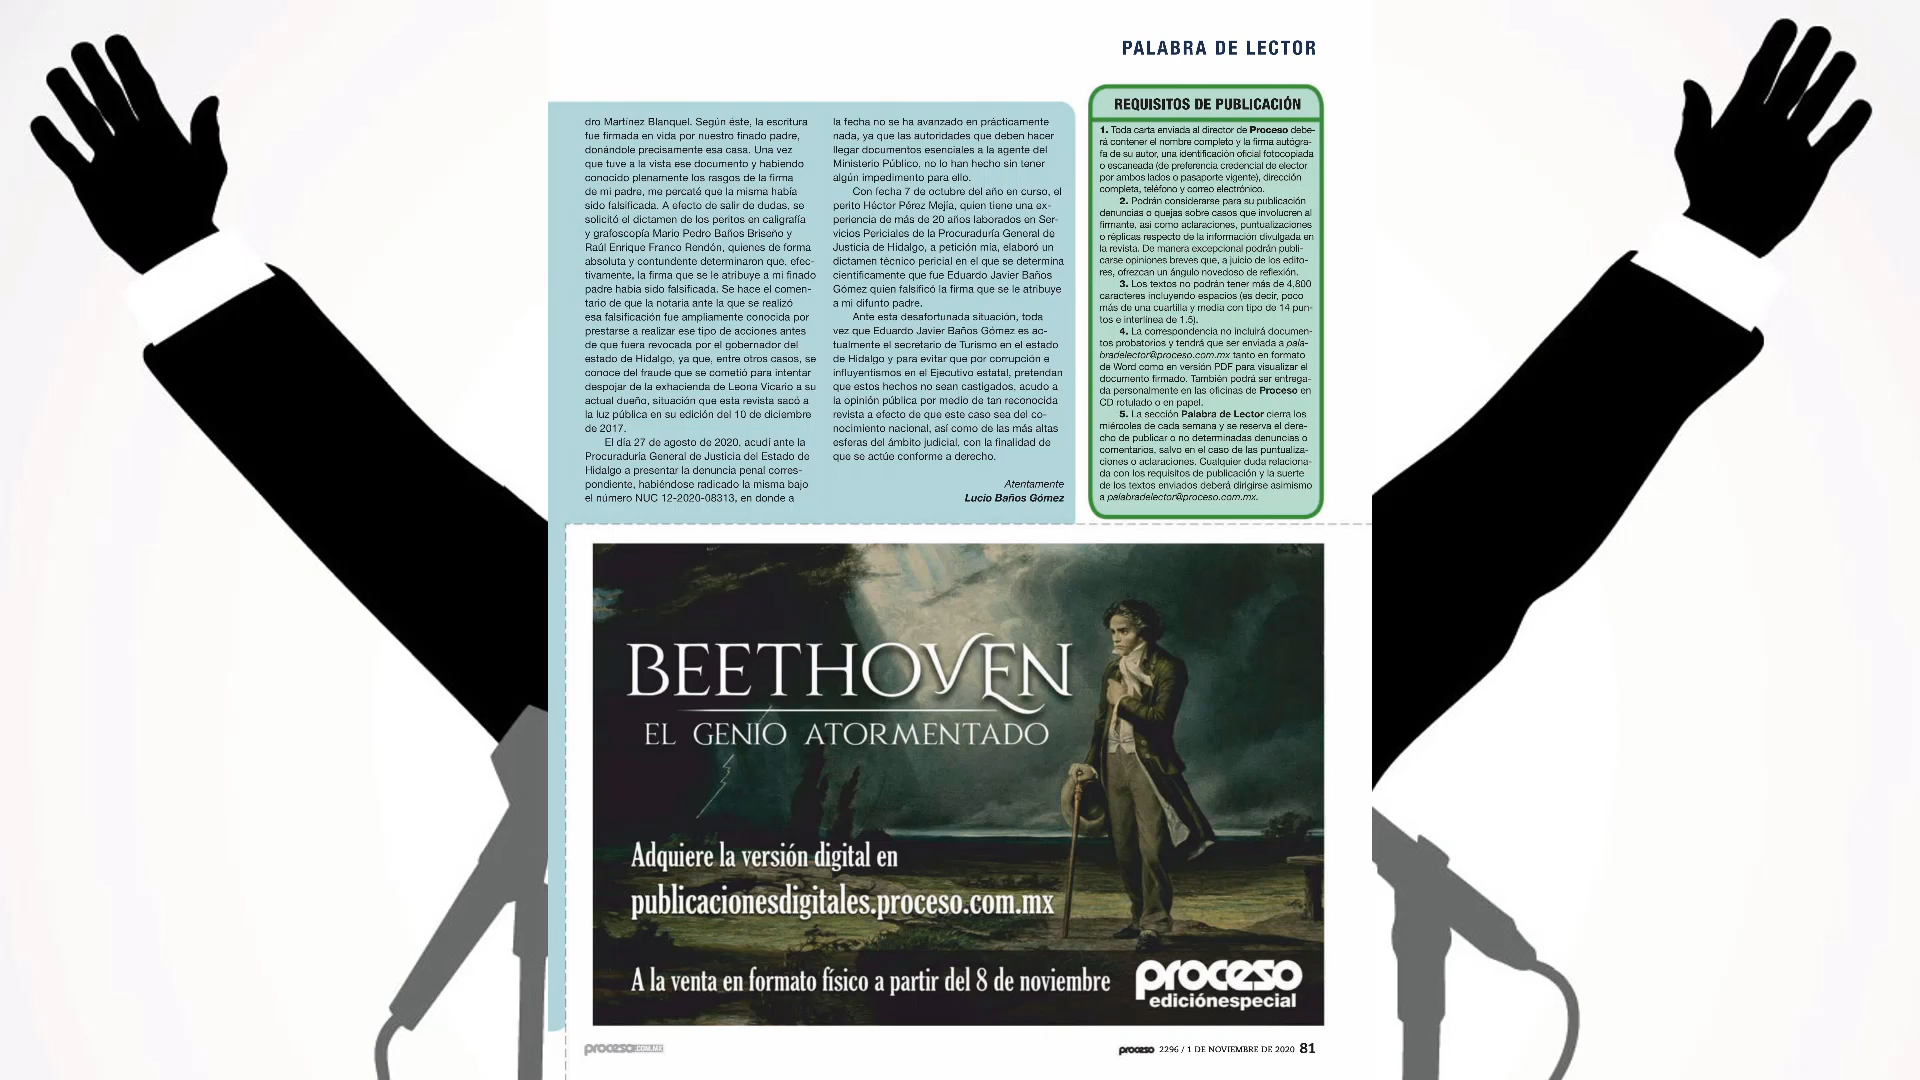 PALABRA DE LECTOR
dro Martínez Blanquel. Según éste, la escritura
fue firmada en vida por nuestro finado padre,
donándole precisamente esa casa. Una vez
que tuve a la vista ese documento y habiendo
conocido plenamente los rasgos de la firma
de mi padre, me percaté que la misma había
sido falsificada. A efecto de salir de dudas, se
solicitó el dictamen de los peritos en caligrafía
y grafoscopía Mario Pedro Baños Briseño y
Raúl Enrique Franco Rendón, quienes de forma
absoluta y contundente determinaron que, efec-
tivamente, la firma que se le atribuye a mi finado
padre había sido falsificada. Se hace el comen-
tario de que la notaría ante la que se realizó
esa falsificación fue ampliamente conocida por
prestarse a realizar ese tipo de acciones antes
de que fuera revocada por el gobernador del
estado de Hidalgo, ya que, entre otros casos, se
conoce del fraude que se cometió para intentar
despojar de la exhacienda de Leona Vicario a su
actual dueño, situación que esta revista sacó a
la luz pública en su edición del 10 de diciembre
de 2017.
El día 27 de agosto de 2020, acudí ante la
Procuraduría General de Justicia del Estado de
Hidalgo a presentar la denuncia penal corres-
pondiente, habiéndose radicado la misma bajo
el número NUC 12-2020-08313, en donde a
la fecha no se ha avanzado en prácticamente
nada, ya que las autoridades que deben hacer
llegar documentos esenciales a la agente del
Ministerio Público, no lo han hecho sin tener
algún impedimento para ello.
Con fecha 7 de octubre del año en curso, el
perito Héctor Pérez Mejía, quien tiene una ex-
periencia de más de 20 años laborados en Ser-
vicios Periciales de la Procuraduría General de
Justicia de Hidalgo, a petición mía, elaboró un
dictamen técnico pericial en el que se determina
científicamente que fue Eduardo Javier Baños
Gómez quien falsificó la firma que se le atribuye
a mi difunto padre.
Ante esta desafortunada situación, toda
vez que Eduardo Javier Baños Gómez es ac-
tualmente el secretario de Turismo en el estado
de Hidalgo y para evitar que por corrupción e
influyentismos en el Ejecutivo estatal, pretendan
que estos hechos no sean castigados, acudo a
la opinión pública por medio de tan reconocida
revista a efecto de que este caso sea del co-
nocimiento nacional, así como de las más altas
esferas del ámbito judicial, con la finalidad de
que se actúe conforme a derecho.
Atentamente
Lucio Baños Gómez
REQUISITOS DE PUBLICACIÓN
1. Toda carta enviada al director de Proceso debe-
rá contener el nombre completo y la firma autógra-
fa de su autor, una identificación oficial fotocopiada
o escaneada (de preferencia credencial de elector
por ambos lados o pasaporte vigente), dirección
completa, teléfono y correo electrónico.
2. Podrán considerarse para su publicación
denuncias o quejas sobre casos que involucren al
firmante, así como aclaraciones, puntualizaciones
o réplicas respecto de la información divulgada en
la revista. De manera excepcional podrán publi-
carse opiniones breves que, a juicio de los edito-
res, ofrezcan un ángulo novedoso de reflexión.
3. Los textos no podrán tener más de 4,800
caracteres incluyendo espacios (es decir, poco
más de una cuartilla y media con tipo de 14 pun-
tos e interlínea de 1.5).
4. La correspondencia no incluirá documen-
tos probatorios y tendrá que ser enviada a pala-
bradelector@proceso.com.mx tanto en formato
de Word como en versión PDF para visualizar el
documento firmado. También podrá ser entrega-
da personalmente en las oficinas de Proceso en
CD rotulado o en papel.
5. La sección Palabra de Lector cierra los
miércoles de cada semana y se reserva el dere-
cho de publicar o no determinadas denuncias o
comentarios, salvo en el caso de las puntualiza-
ciones o aclaraciones. Cualquier duda relaciona-
da con los requisitos de publicación y la suerte
de los textos enviados deberá dirigirse asimismo
a palabradelector@proceso.com.mx.
BEETHOVEN
EL GENIO ATORMENTADO
Adquiere la versión digital en
publicacionesdigitales.proceso.com.mx
A la venta en formato físico a partir del 8 de noviembre
proceso
ediciónespecial
proceso.COM.MX
proceso 2296 / 1 DE NOVIEMBRE DE 2020 81